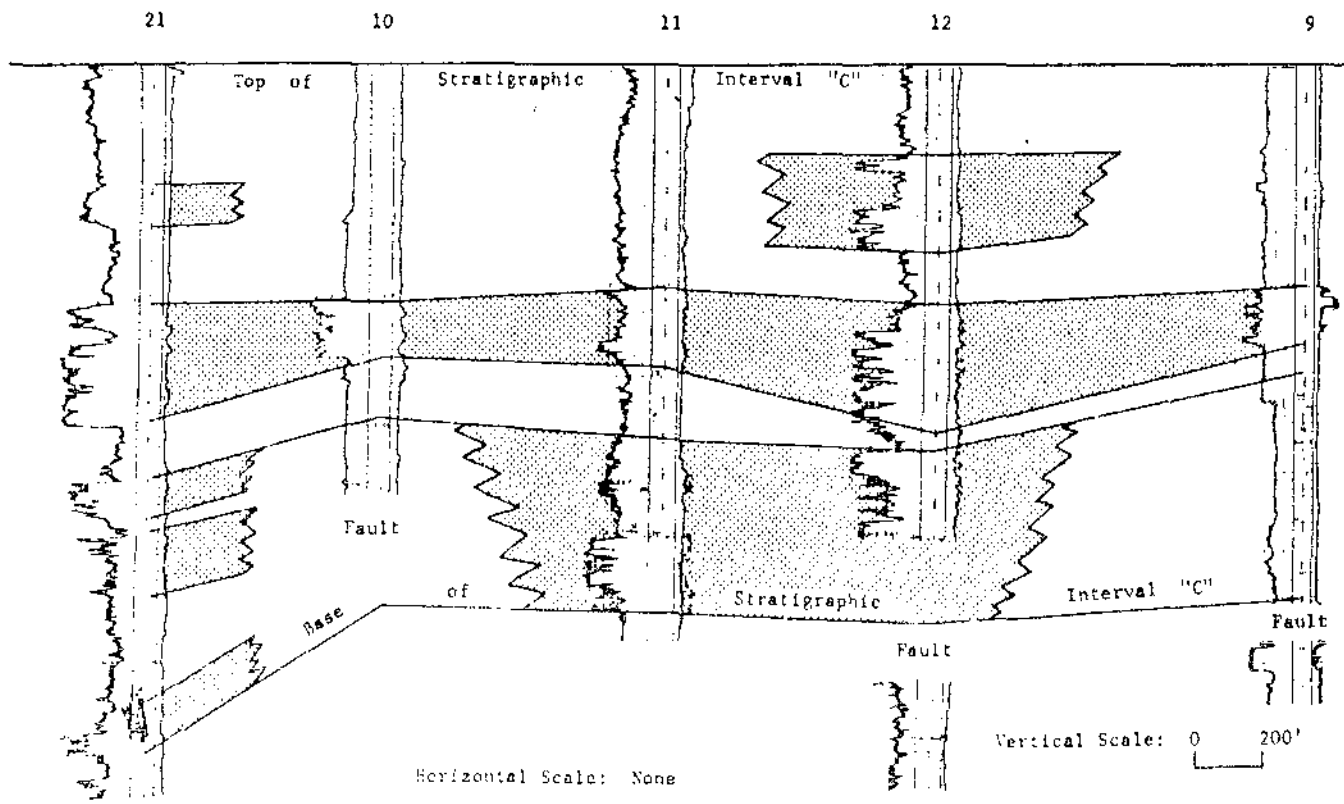 21 10 11 12 9
Top of Stratigraphic Interval "C"
Fault
Base of Stratigraphic Interval "C"
Fault
Fault
Vertical Scale: 0 200'
Horizontal Scale: None